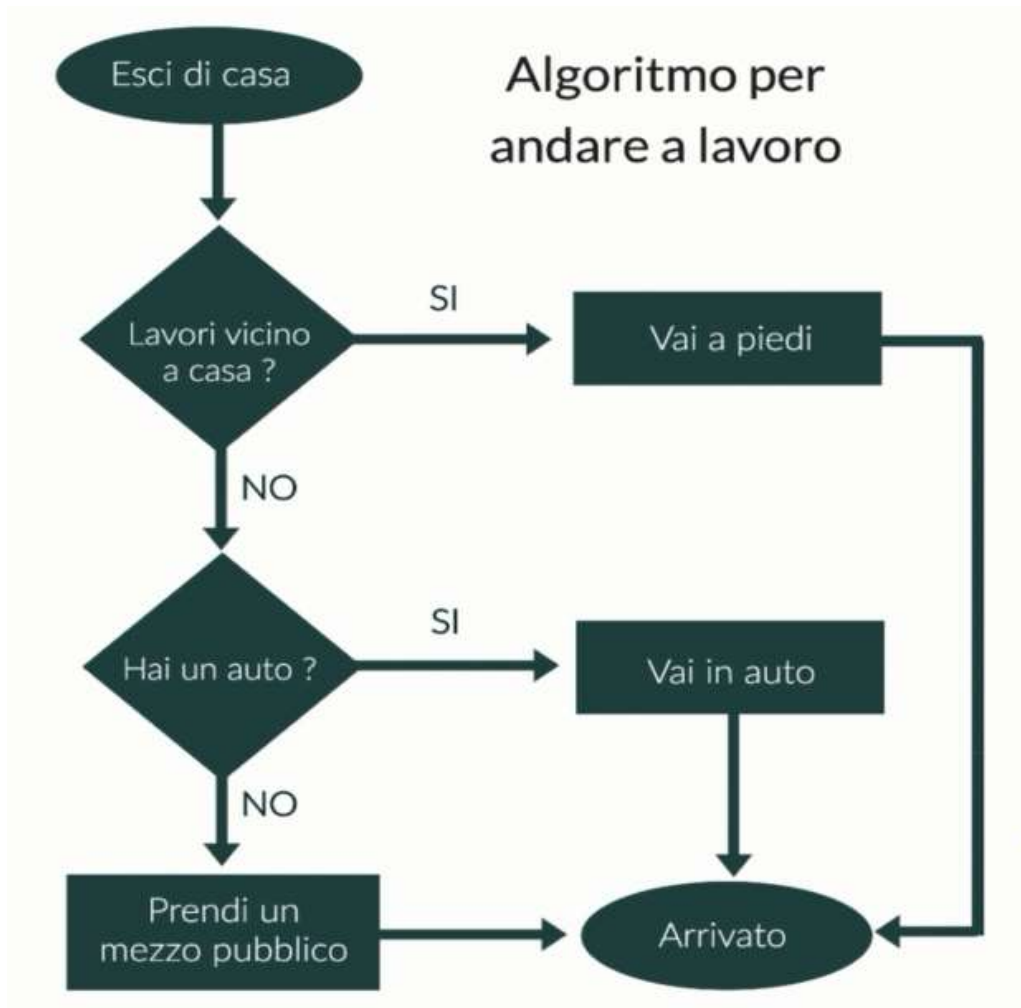 Esci di casa
Algoritmo per
andare a lavoro
Lavori vicino
a casa ?
SI
Vai a piedi
NO
Hai un auto ?
SI
Vai in auto
NO
Prendi un
mezzo pubblico
Arrivato